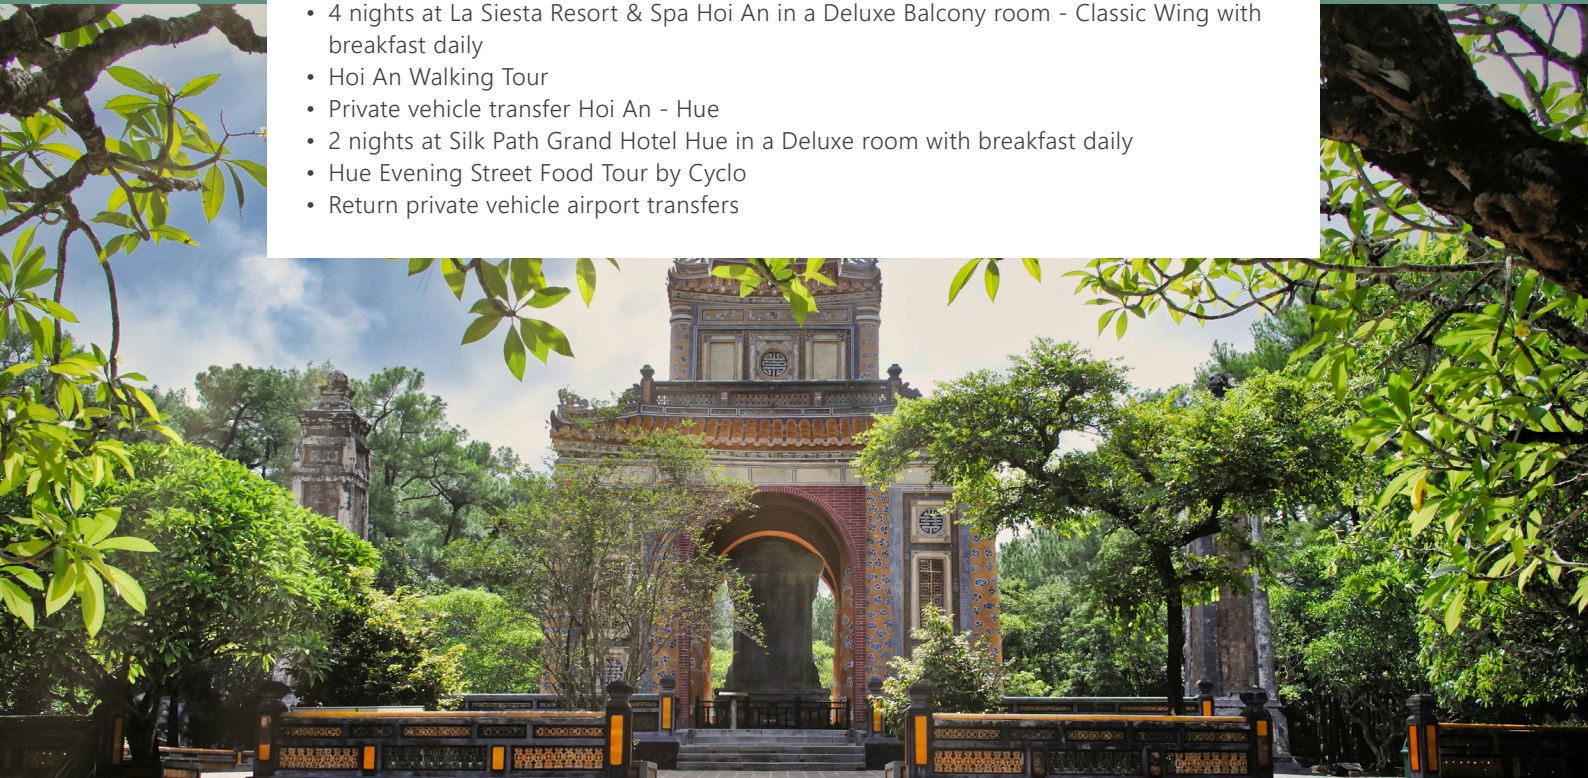 • 4 nights at La Siesta Resort & Spa Hoi An in a Deluxe Balcony room - Classic Wing with
breakfast daily
• Hoi An Walking Tour
• Private vehicle transfer Hoi An - Hue
• 2 nights at Silk Path Grand Hotel Hue in a Deluxe room with breakfast daily
• Hue Evening Street Food Tour by Cyclo
• Return private vehicle airport transfers